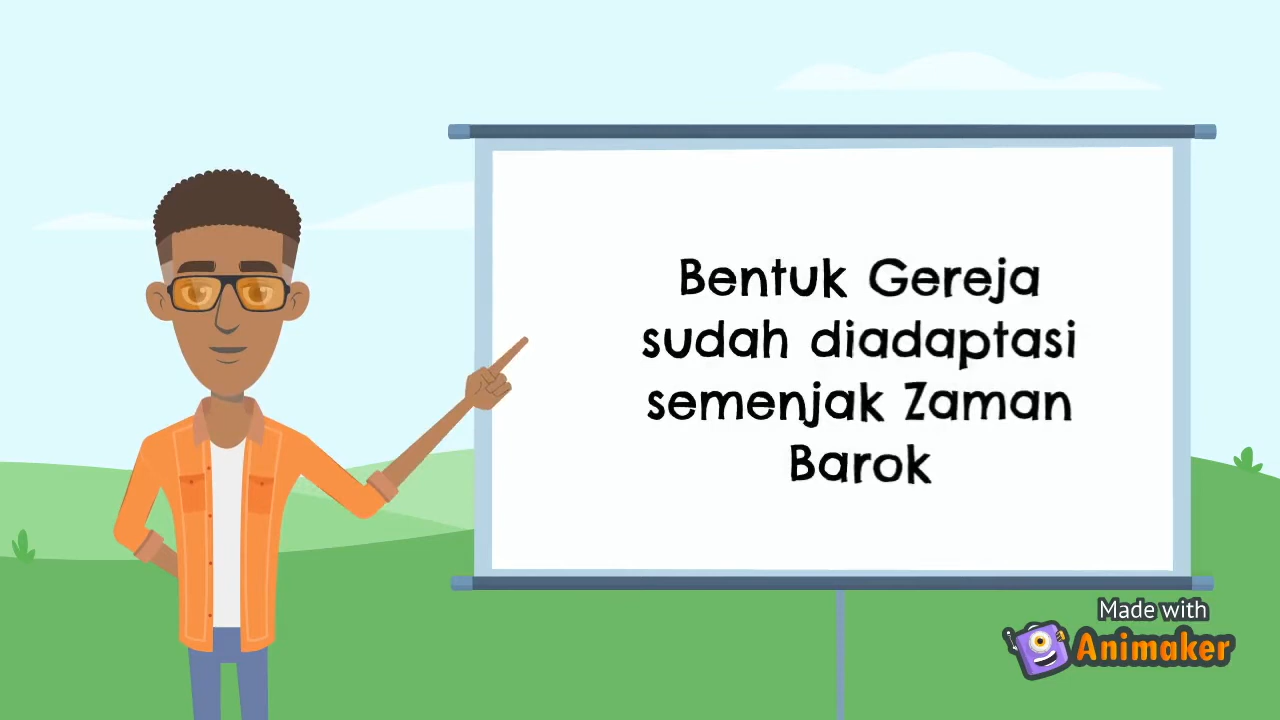 Bentuk Gereja
sudah diadaptasi
semenjak Zaman
Barok
Made with
Animaker